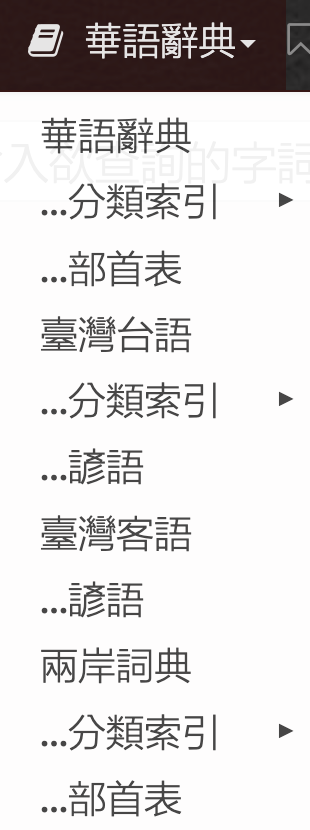 華語辭典
華語辭典
入欲查詢的字詞
...分類索引
...部首表
臺灣台語
...分類索引
...諺語
臺灣客語
...諺語
兩岸詞典
...分類索引
...部首表